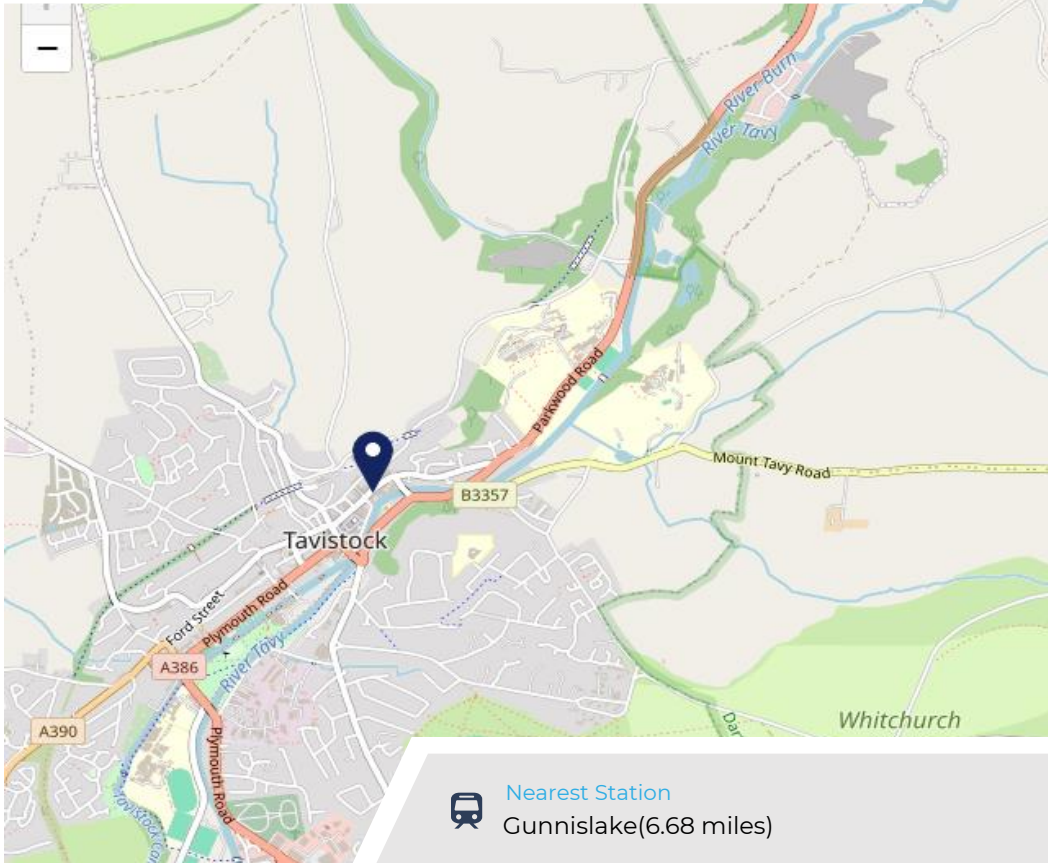 −
River Burn
River Tavy
Parkwood Road
Mount Tavy Road
B3357
Tavistock
Ford Street
Plymouth Road
River Tavy
A386
A390
Plymouth Road
Whitchurch
Nearest Station
Gunnislake(6.68 miles)